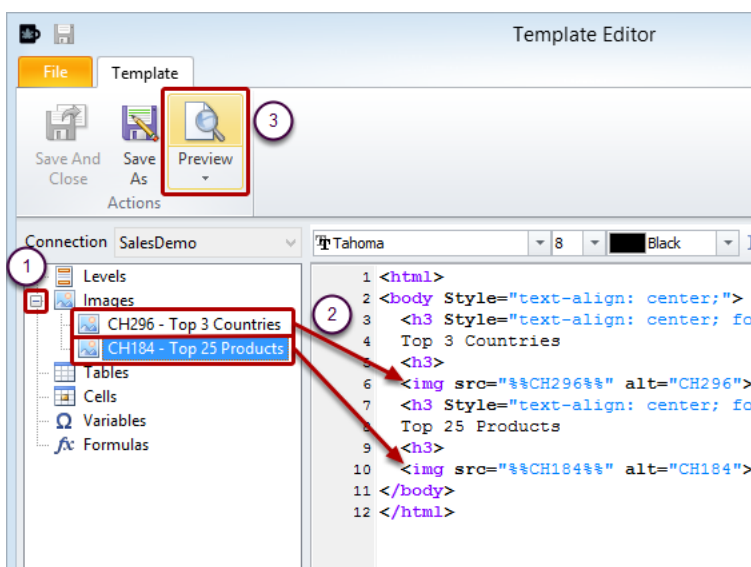 Template Editor
File Template
3
Save And Close
Save As
Preview
Actions
Connection SalesDemo
Tahoma 8 Black
1
Levels
Images
2
CH296 - Top 3 Countries
CH184 - Top 25 Products
Tables
Cells
Ω Variables
fx Formulas
1 <html>
2 <body Style="text-align: center;">
3 <h3 Style="text-align: center; fo
4 Top 3 Countries
5 <h3>
6 <img src="%%CH296%%" alt="CH296">
7 <h3 Style="text-align: center; fo
8 Top 25 Products
9 <h3>
10 <img src="%%CH184%%" alt="CH184">
11 </body>
12 </html>